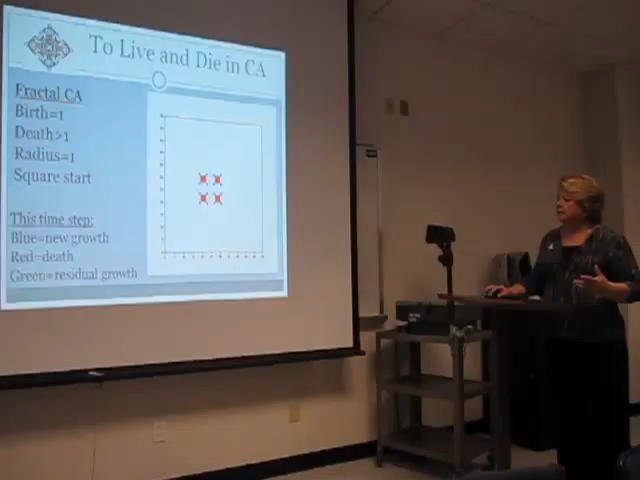 To Live and Die in CA
Fractal CA
Birth=1
Death>1
Radius=1
Square start
This time step:
Blue=new growth
Red=death
Green=residual growth